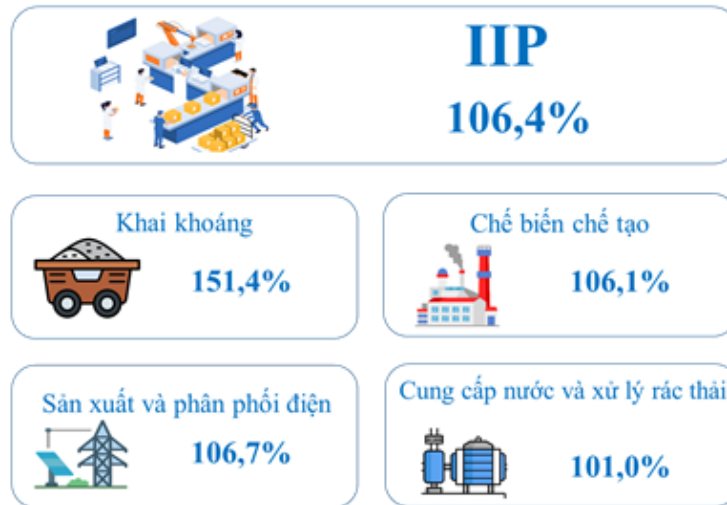 IIP
106,4%
Khai khoáng
151,4%
Chế biến chế tạo
106,1%
Sản xuất và phân phối điện
106,7%
Cung cấp nước và xử lý rác thải
101,0%